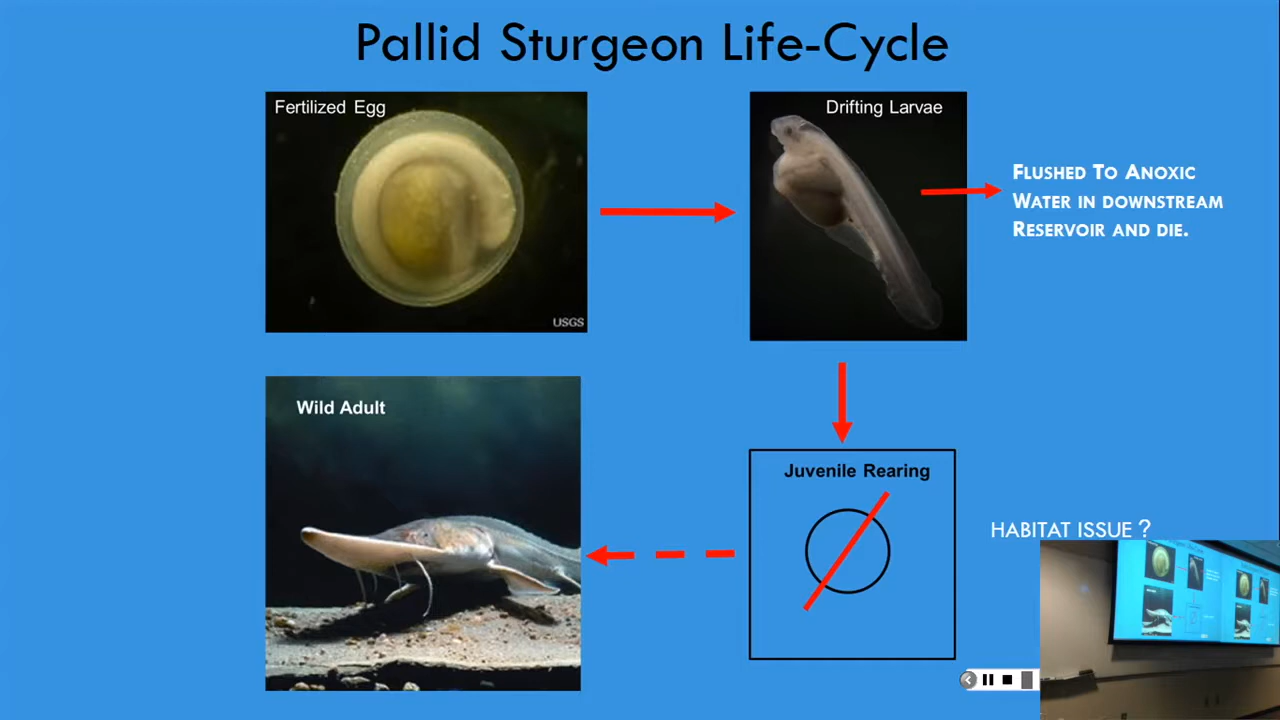 Pallid Sturgeon Life-Cycle
Fertilized Egg
USGS
Drifting Larvae
FLUSHED TO ANOXIC
WATER IN DOWNSTREAM
RESERVOIR AND DIE.
Wild Adult
Juvenile Rearing
HABITAT ISSUE ?